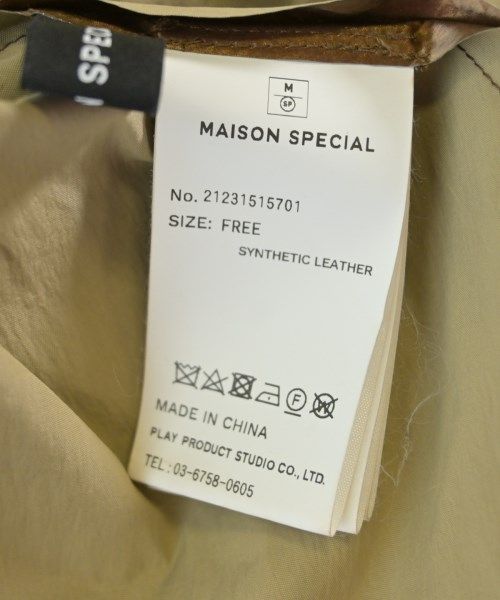 SPEC
M
SP
MAISON SPECIAL
No. 21231515701
SIZE: FREE
SYNTHETIC LEATHER
F
W
MADE IN CHINA
PLAY PRODUCT STUDIO CO., LTD.
TEL:03-6758-0605